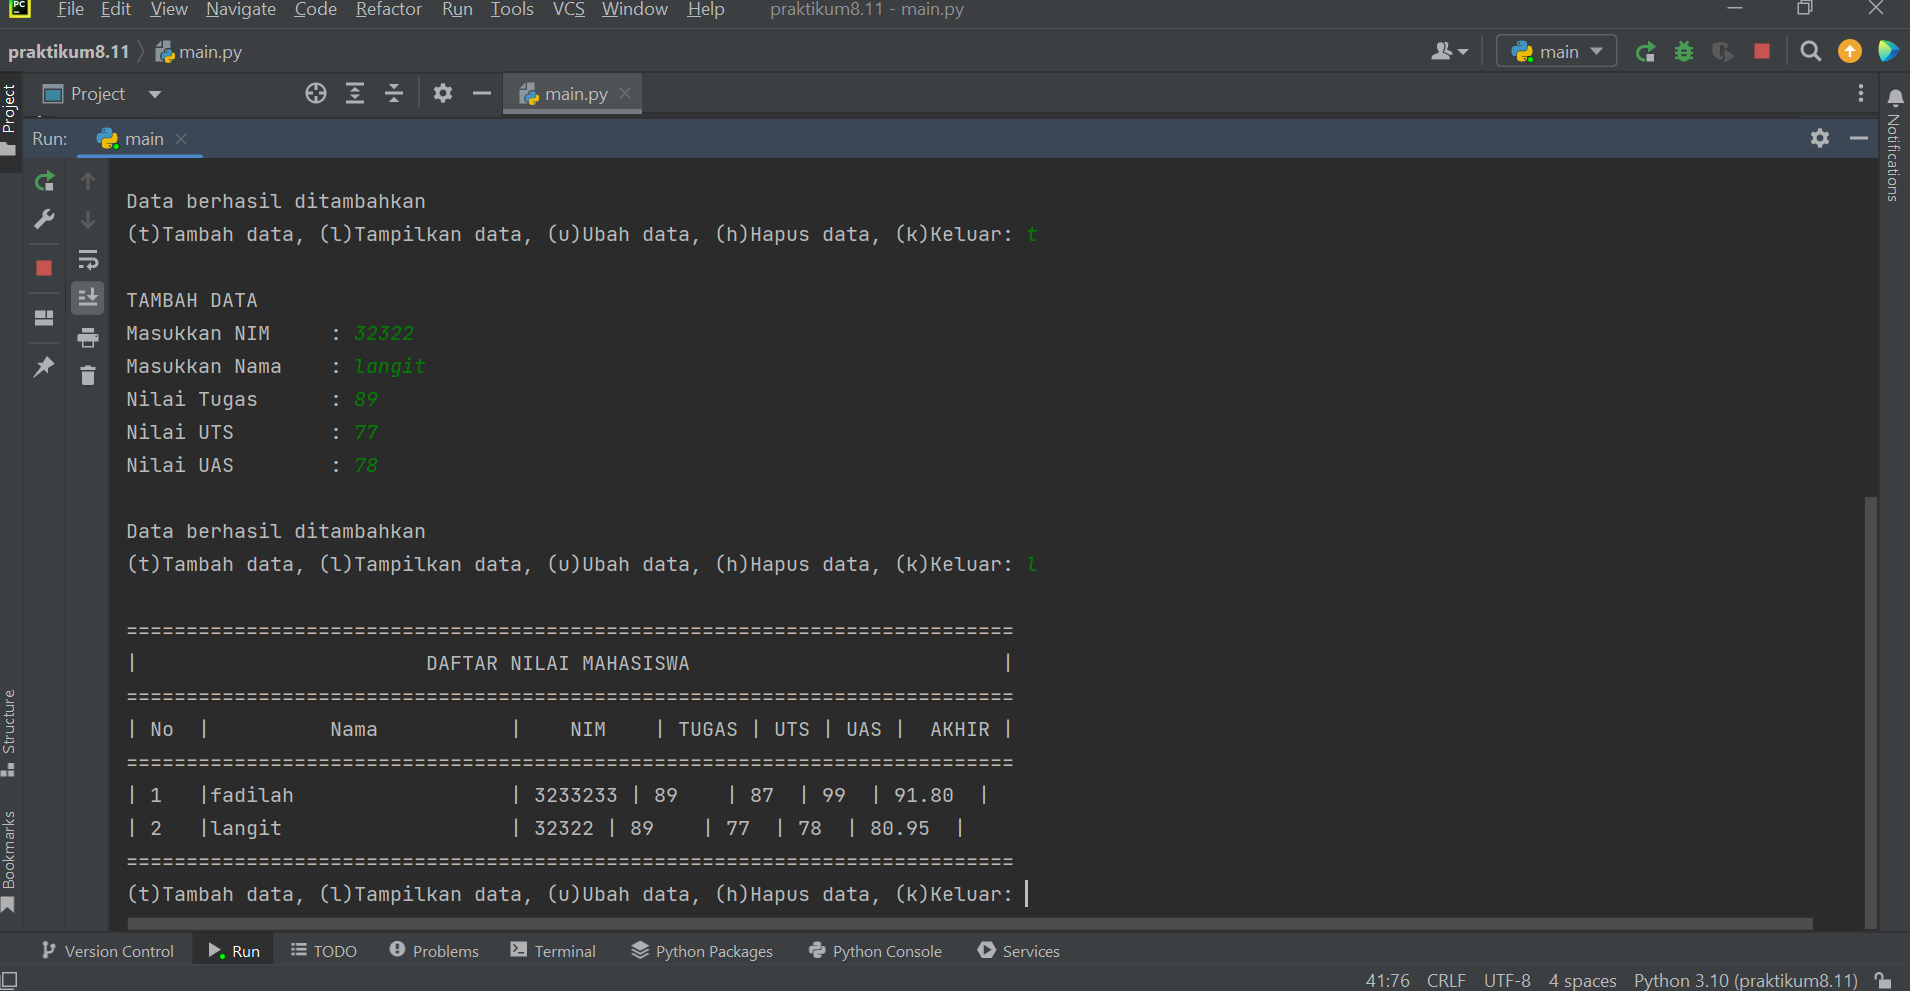 PC File Edit View Navigate Code Refactor Run Tools VCS Window Help praktikum8.11 - main.py
praktikum8.11 main.py main
Project main.py
Run: main
Project
Notifications
Data berhasil ditambahkan
(t)Tambah data, (l)Tampilkan data, (u)Ubah data, (h)Hapus data, (k)Keluar: t
TAMBAH DATA
Masukkan NIM     : 32322
Masukkan Nama    : langit
Nilai Tugas      : 89
Nilai UTS        : 77
Nilai UAS        : 78
Data berhasil ditambahkan
(t)Tambah data, (l)Tampilkan data, (u)Ubah data, (h)Hapus data, (k)Keluar: l
==========================================================================
|                        DAFTAR NILAI MAHASISWA                          |
==========================================================================
| No  |          Nama           |    NIM    | TUGAS | UTS | UAS |  AKHIR |
==========================================================================
| 1   |fadilah                  | 3233233 | 89    | 87  | 99  | 91.80  |
| 2   |langit                   | 32322 | 89    | 77  | 78  | 80.95  |
==========================================================================
(t)Tambah data, (l)Tampilkan data, (u)Ubah data, (h)Hapus data, (k)Keluar:
Structure
Bookmarks
Version Control Run TODO Problems Terminal Python Packages Python Console Services
41:76 CRLF UTF-8 4 spaces Python 3.10 (praktikum8.11)